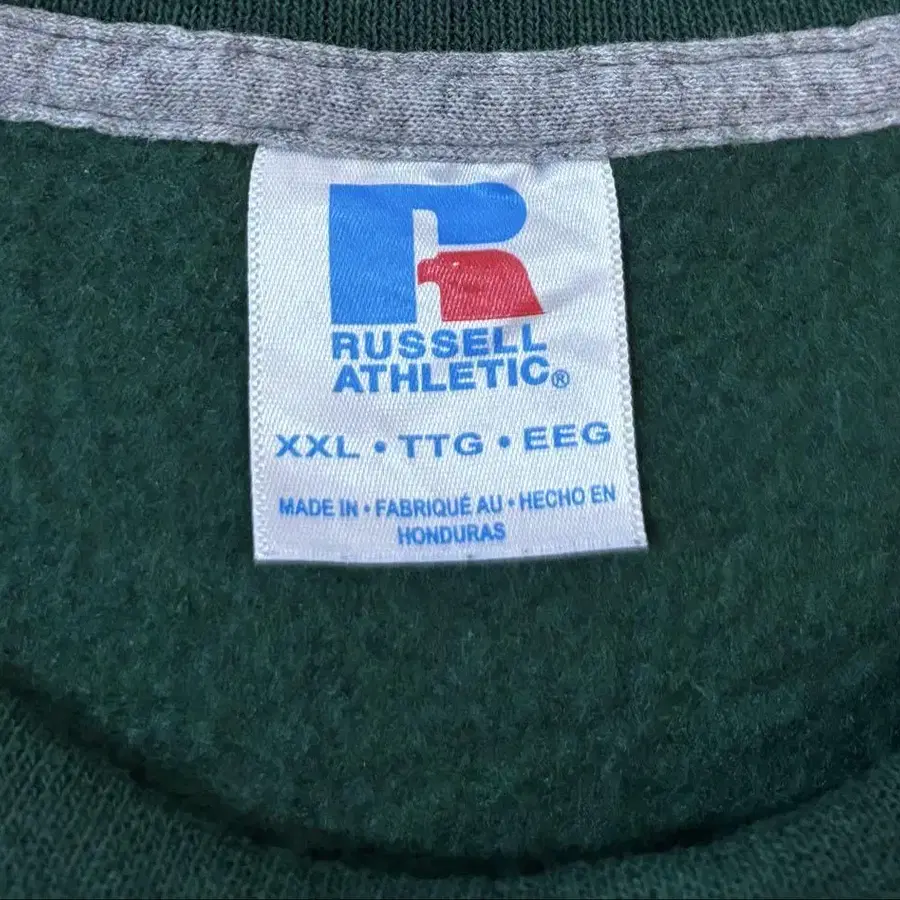 RUSSELL
ATHLETIC®
XXL • TTG • EEG
MADE IN • FABRIQUÉ AU • HECHO EN
HONDURAS